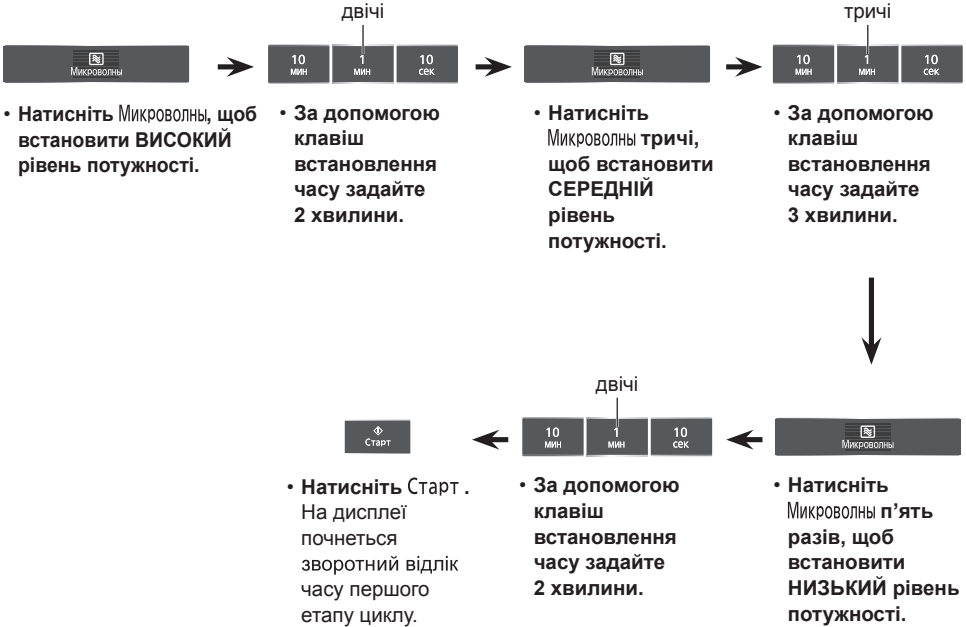 двічі
Микроволны
10 мин
1 мин
10 сек
• Натисніть Микроволны, щоб
встановити ВИСОКИЙ
рівень потужності.
• За допомогою
клавіш
встановлення
часу задайте
2 хвилини.
тричі
Микроволны
10 мин
1 мин
10 сек
• Натисніть
Микроволны тричі,
щоб встановити
СЕРЕДНІЙ
рівень
потужності.
• За допомогою
клавіш
встановлення
часу задайте
3 хвилини.
Микроволны
• Натисніть
Микроволны п’ять
разів, щоб
встановити
НИЗЬКИЙ рівень
потужності.
двічі
10 мин
1 мин
10 сек
• За допомогою
клавіш
встановлення
часу задайте
2 хвилини.
Старт
• Натисніть Старт .
На дисплеї
почнеться
зворотний відлік
часу першого
етапу циклу.